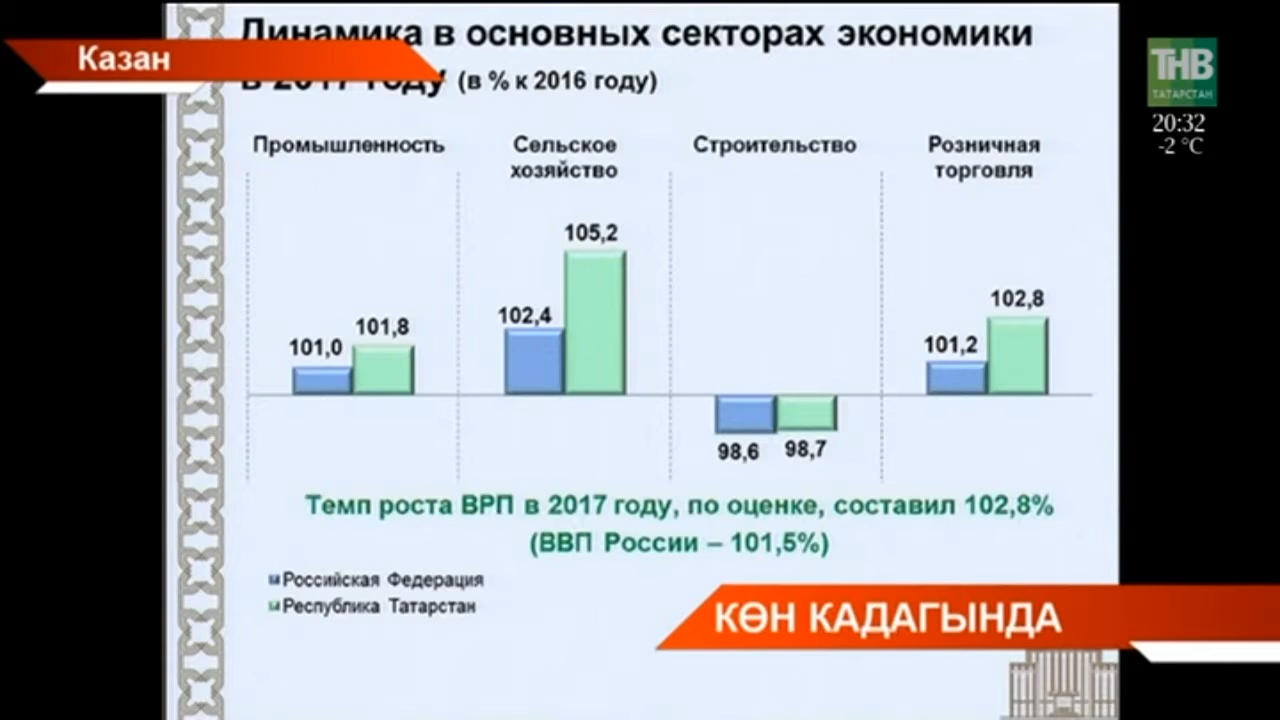 Динамика в основных секторах экономики
в 2017 году (в % к 2016 году)
Казан
ТНВ
ТАТАРСТАН
20:32
-2 °C
Промышленность
Сельское
хозяйство
Строительство
Розничная
торговля
101,0
101,8
102,4
105,2
98,6
98,7
101,2
102,8
Темп роста ВРП в 2017 году, по оценке, составил 102,8%
(ВВП России – 101,5%)
Российская Федерация
Республика Татарстан
КӨН КАДАГЫНДА